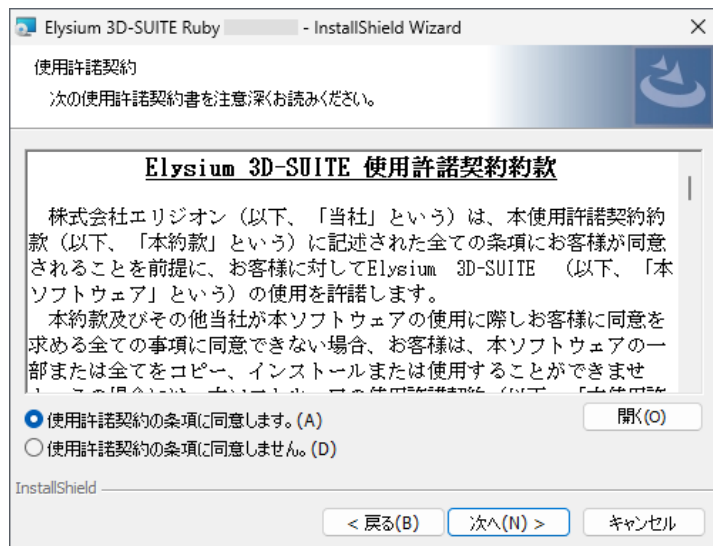 Elysium 3D-SUITE Ruby - InstallShield Wizard
使用許諾契約
次の使用許諾契約書を注意深くお読みください。
Elysium 3D-SUITE 使用許諾契約約款
株式会社エリジオン（以下、「当社」という）は、本使用許諾契約約
款（以下、「本約款」という）に記述された全ての条項にお客様が同意
されることを前提に、お客様に対してElysium 3D-SUITE （以下、「本
ソフトウェア」という）の使用を許諾します。
本約款及びその他当社が本ソフトウェアの使用に際しお客様に同意を
求める全ての事項に同意できない場合、お客様は、本ソフトウェアの一
部または全てをコピー、インストールまたは使用することができませ
使用許諾契約の条項に同意します。(A)
開く(O)
使用許諾契約の条項に同意しません。(D)
InstallShield
< 戻る(B)
次へ(N) >
キャンセル